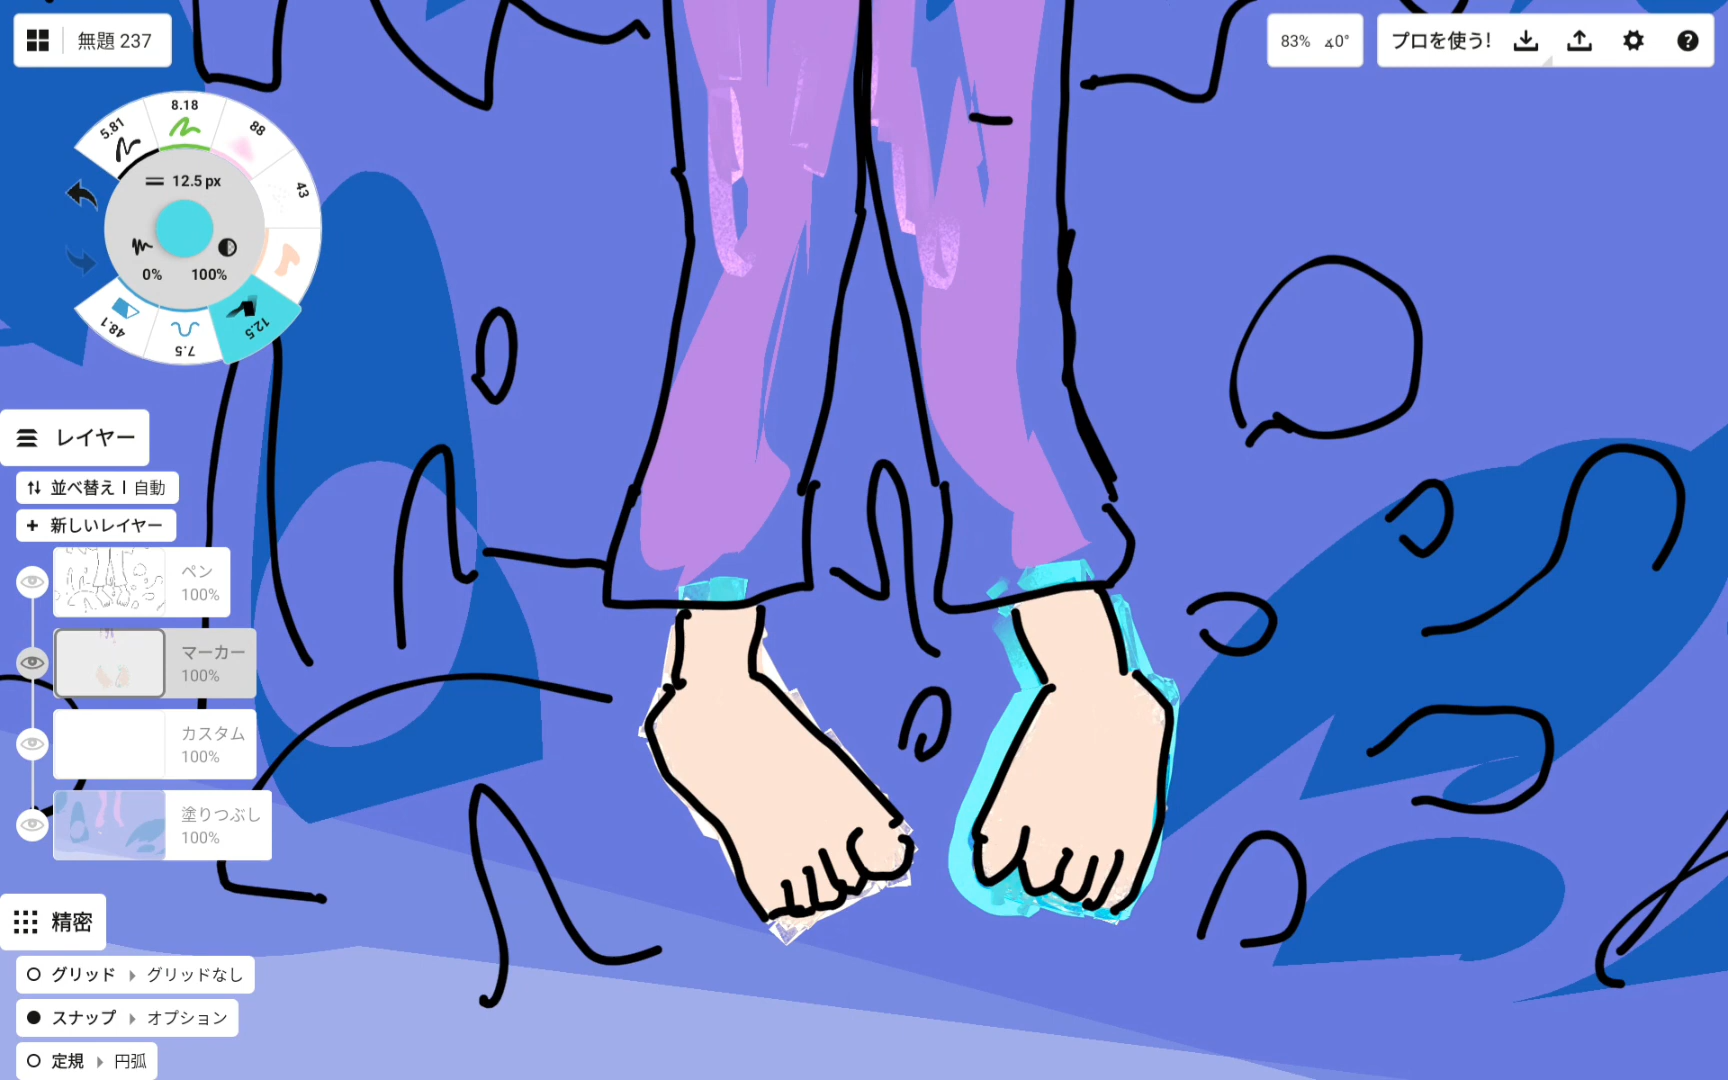 無題 237
83% ∡0°
プロを使う!
5.81
8.18
88
43
12.5 px
0%
100%
48.1
7.5
12.5
レイヤー
並べ替え | 自動
+ 新しいレイヤー
ペン
100%
マーカー
100%
カスタム
100%
塗りつぶし
100%
精密
グリッド ▸ グリッドなし
スナップ ▸ オプション
定規 ▸ 円弧